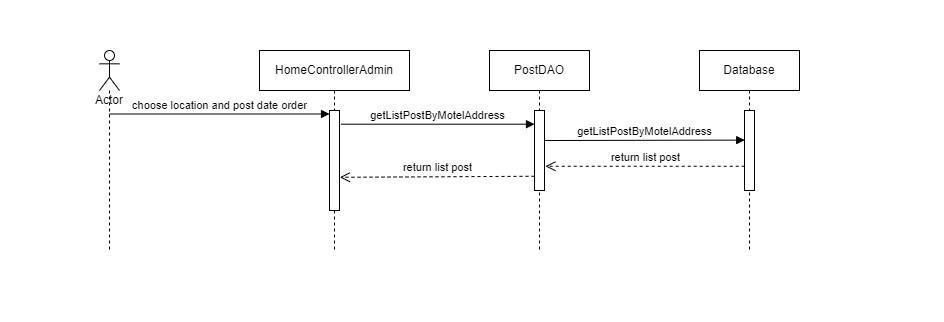 HomeControllerAdmin
PostDAO
Database
Actor
choose location and post date order
getListPostByMotelAddress
getListPostByMotelAddress
return list post
return list post